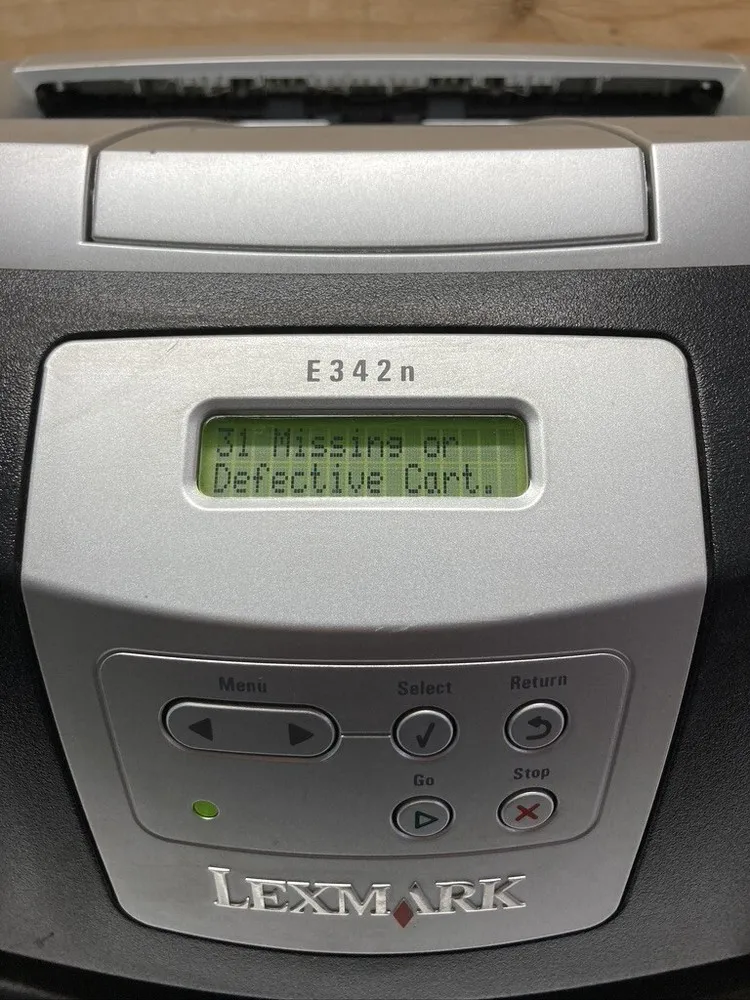 E342n
31 Missing or
Defective Cart.
Menu
Select
Return
Go
Stop
LEXMARK